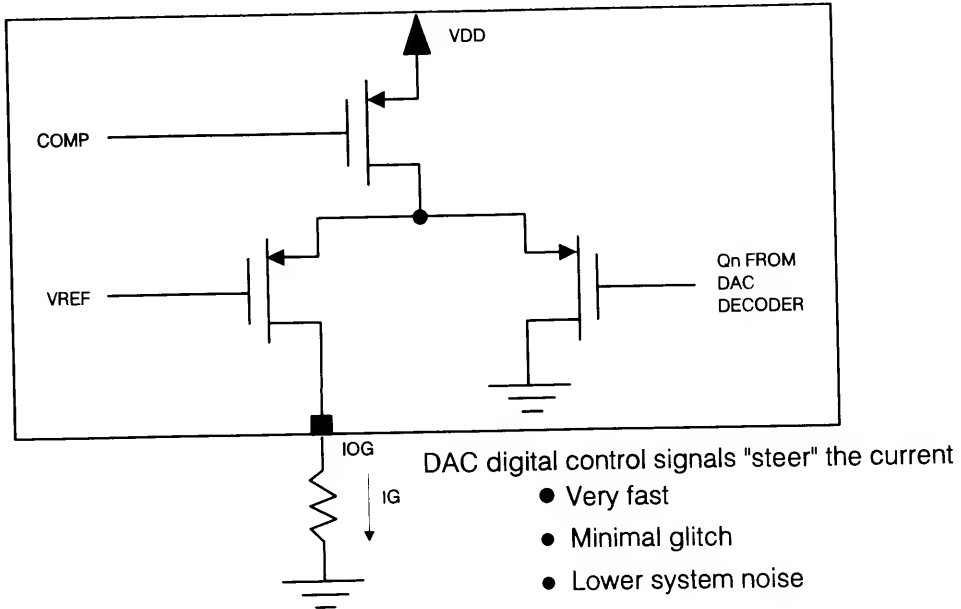 VDD
COMP
VREF
Qn FROM
DAC
DECODER
IOG
IG
DAC digital control signals "steer" the current
● Very fast
● Minimal glitch
● Lower system noise